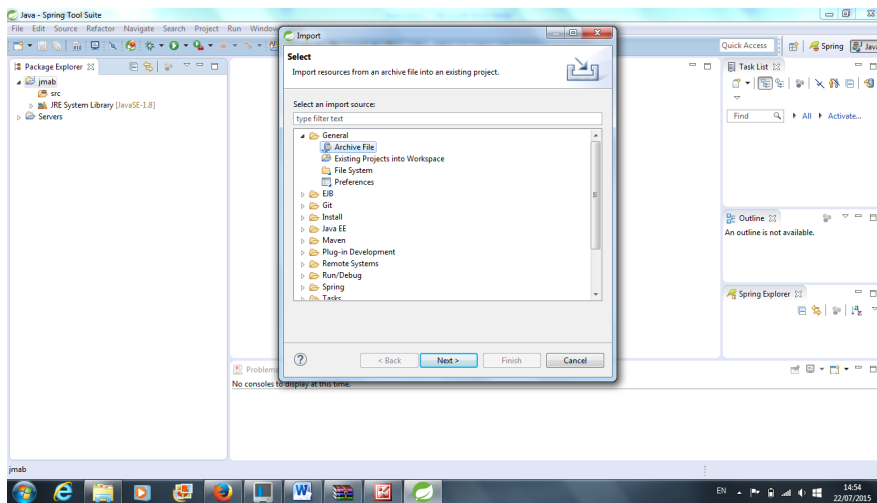 Java - Spring Tool Suite
File Edit Source Refactor Navigate Search Project Run Window
Quick Access
Spring
Java
Package Explorer
jmab
src
JRE System Library [JavaSE-1.8]
Servers
Import
Select
Import resources from an archive file into an existing project.
Select an import source:
type filter text
General
Archive File
Existing Projects into Workspace
File System
Preferences
EJB
Git
Install
Java EE
Maven
Plug-in Development
Remote Systems
Run/Debug
Spring
Tasks
< Back
Next >
Finish
Cancel
Task List
Find
All
Activate...
Outline
An outline is not available.
Spring Explorer
Problems
No consoles to display at this time.
jmab
EN
14:54
22/07/2015